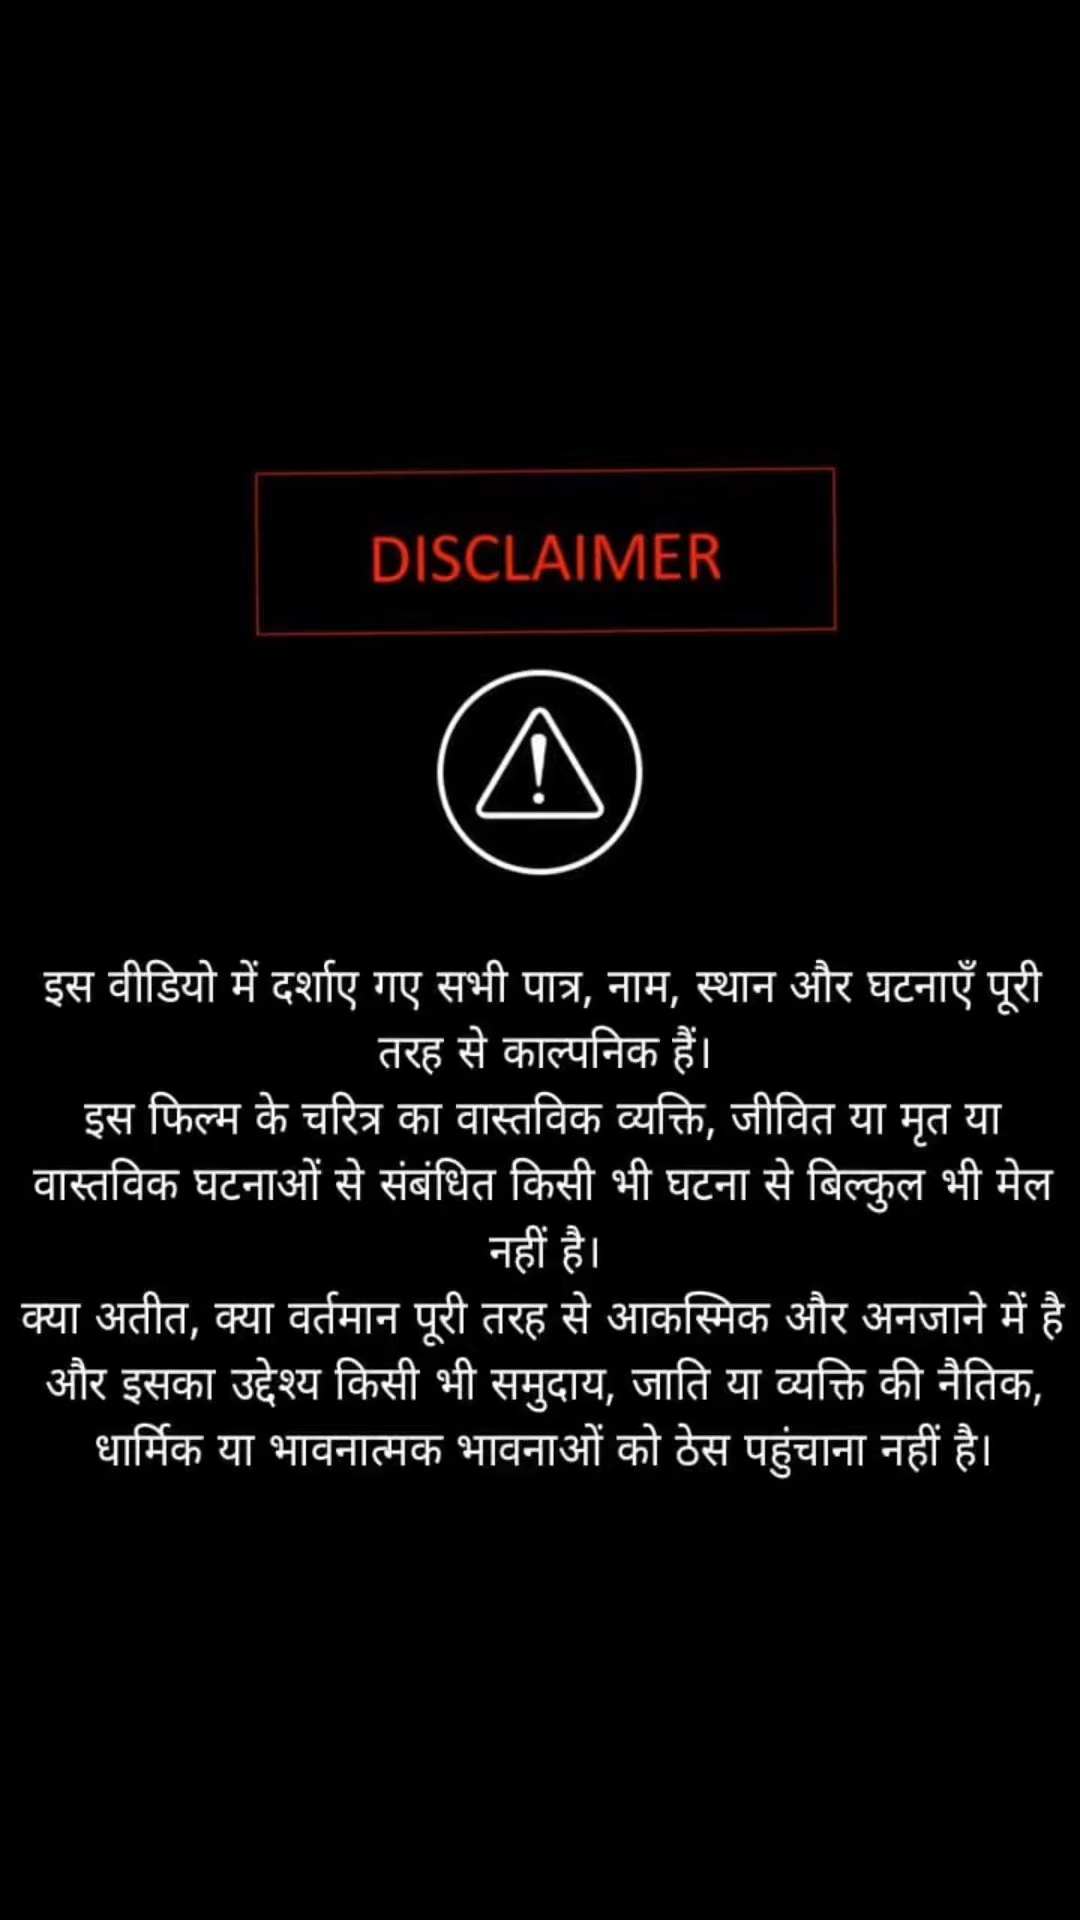 DISCLAIMER
इस वीडियो में दर्शाए गए सभी पात्र, नाम, स्थान और घटनाएँ पूरी
तरह से काल्पनिक हैं।
इस फिल्म के चरित्र का वास्तविक व्यक्ति, जीवित या मृत या
वास्तविक घटनाओं से संबंधित किसी भी घटना से बिल्कुल भी मेल
नहीं है।
क्या अतीत, क्या वर्तमान पूरी तरह से आकस्मिक और अनजाने में है
और इसका उद्देश्य किसी भी समुदाय, जाति या व्यक्ति की नैतिक,
धार्मिक या भावनात्मक भावनाओं को ठेस पहुंचाना नहीं है।